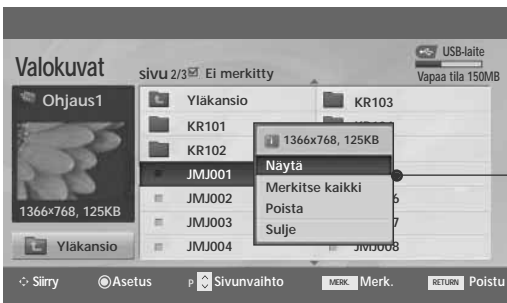 USB-laite
Valokuvat
sivu 2/3 Ei merkitty
Vapaa tila 150MB
Ohjaus1
1366x768, 125KB
Yläkansio
Yläkansio
KR101
KR102
JMJ001
JMJ002
JMJ003
JMJ004
KR103
JMJ008
1366x768, 125KB
Näytä
Merkitse kaikki
Poista
Sulje
Siirry
Asetus
P Sivunvaihto
MERK. Merk.
RETURN Poistu